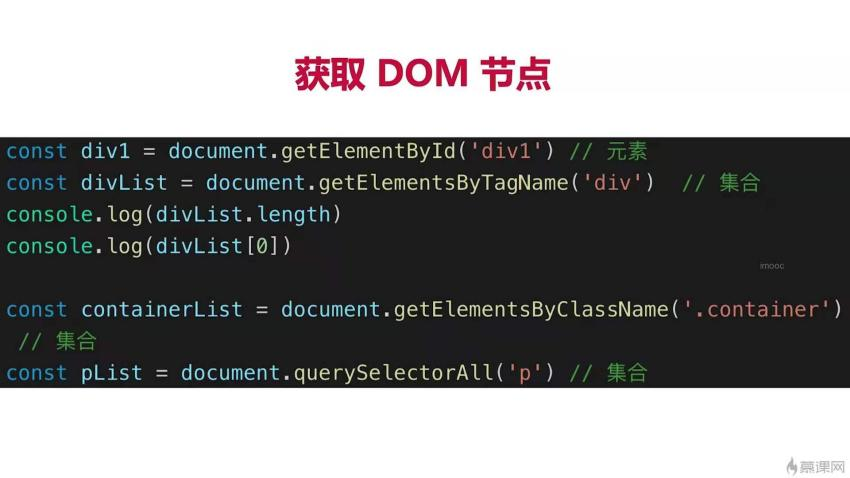 获取 DOM 节点
const div1 = document.getElementById('div1') // 元素
const divList = document.getElementsByTagName('div')  // 集合
console.log(divList.length)
console.log(divList[0])
imooc
const containerList = document.getElementsByClassName('.container')
// 集合
const pList = document.querySelectorAll('p') // 集合
慕课网